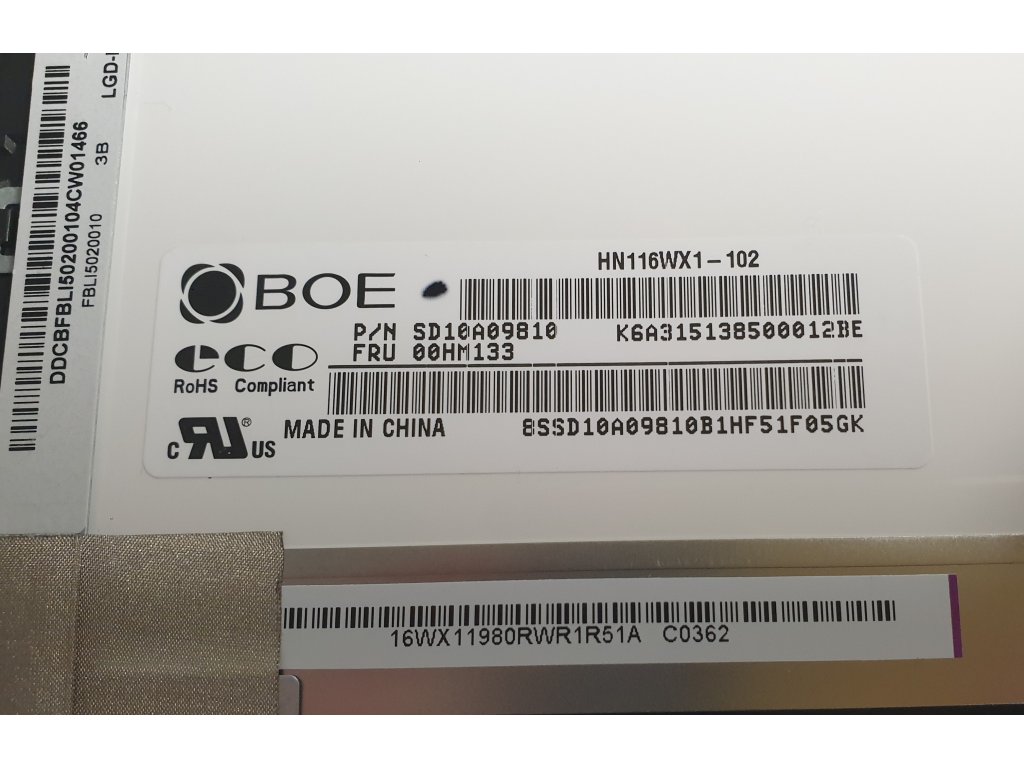 LGD-
3B
DDCBFBLI50200104CW01466
FBLI5020010
BOE
HN116WX1-102
P/N SD10A09810 K6A315138500012BE
FRU 00HM133
eco
RoHS Compliant
c RU ® US
MADE IN CHINA
8SSD10A09810B1HF51F05GK
16WX11980RWR1R51A C0362